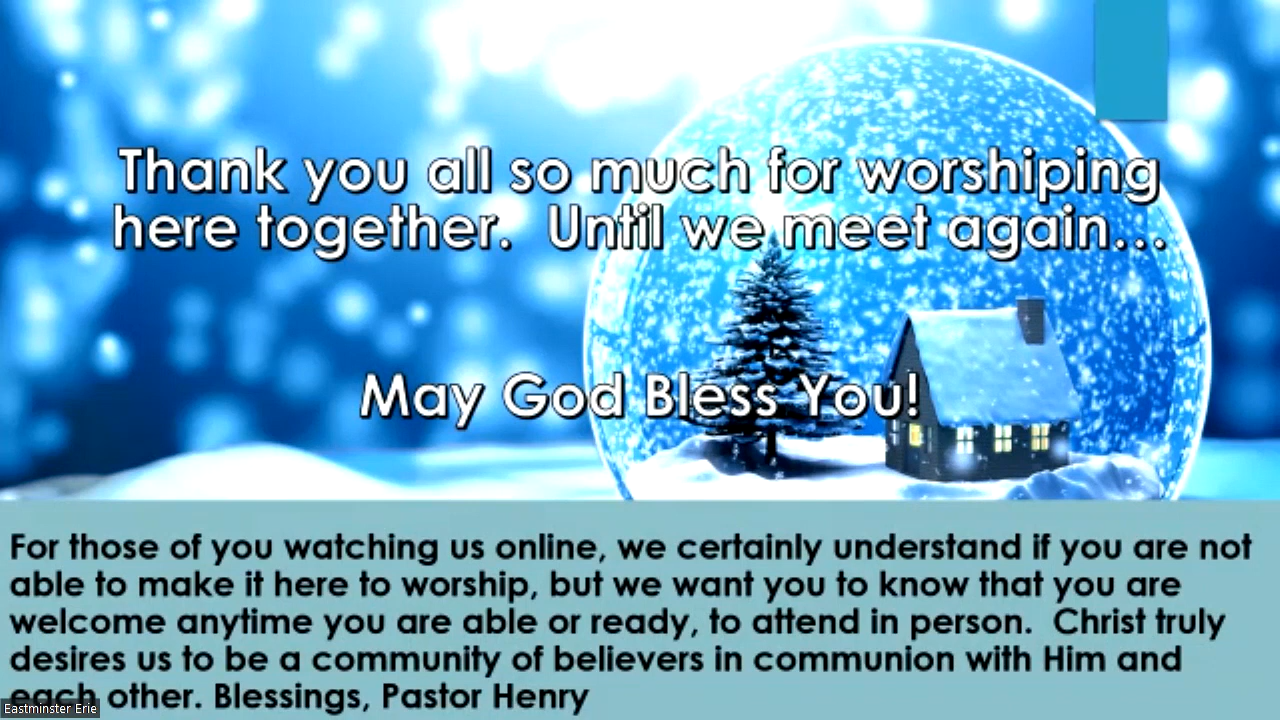 Thank you all so much for worshiping
here together.  Until we meet again...
May God Bless You!
For those of you watching us online, we certainly understand if you are not
able to make it here to worship, but we want you to know that you are
welcome anytime you are able or ready, to attend in person.  Christ truly
desires us to be a community of believers in communion with Him and
each other. Blessings, Pastor Henry
Eastminster Erie